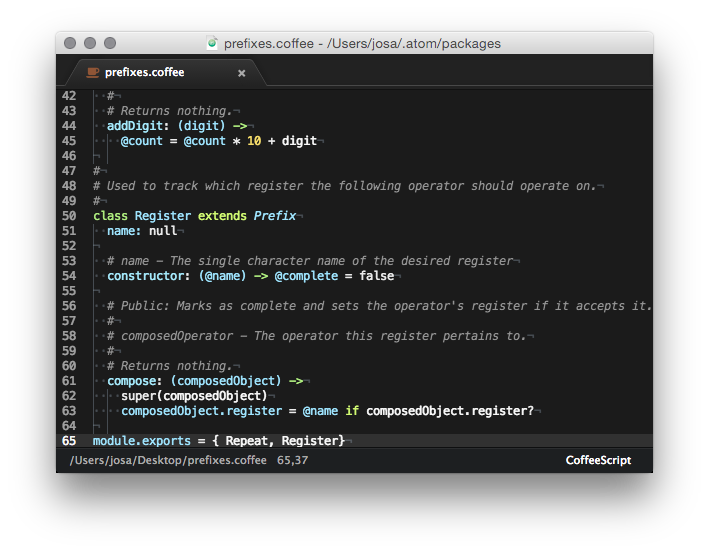 prefixes.coffee - /Users/josa/.atom/packages
prefixes.coffee
42 #
43 # Returns nothing.
44 addDigit: (digit) ->
45 @count = @count * 10 + digit
46
47 #
48 # Used to track which register the following operator should operate on.
49 #
50 class Register extends Prefix
51 name: null
52
53 # name - The single character name of the desired register
54 constructor: (@name) -> @complete = false
55
56 # Public: Marks as complete and sets the operator's register if it accepts it.
57 #
58 # composedOperator - The operator this register pertains to.
59 #
60 # Returns nothing.
61 compose: (composedObject) ->
62 super(composedObject)
63 composedObject.register = @name if composedObject.register?
64
65 module.exports = { Repeat, Register}
/Users/josa/Desktop/prefixes.coffee 65,37 CoffeeScript